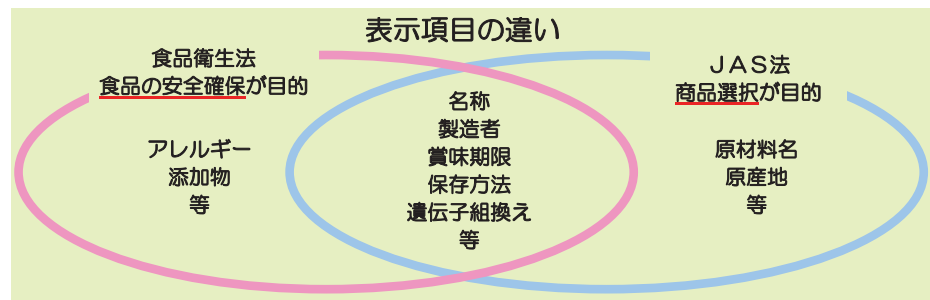 表示項目の違い
食品衛生法
食品の安全確保が目的
アレルギー
添加物
等
名称
製造者
賞味期限
保存方法
遺伝子組換え
等
ＪＡＳ法
商品選択が目的
原材料名
原産地
等